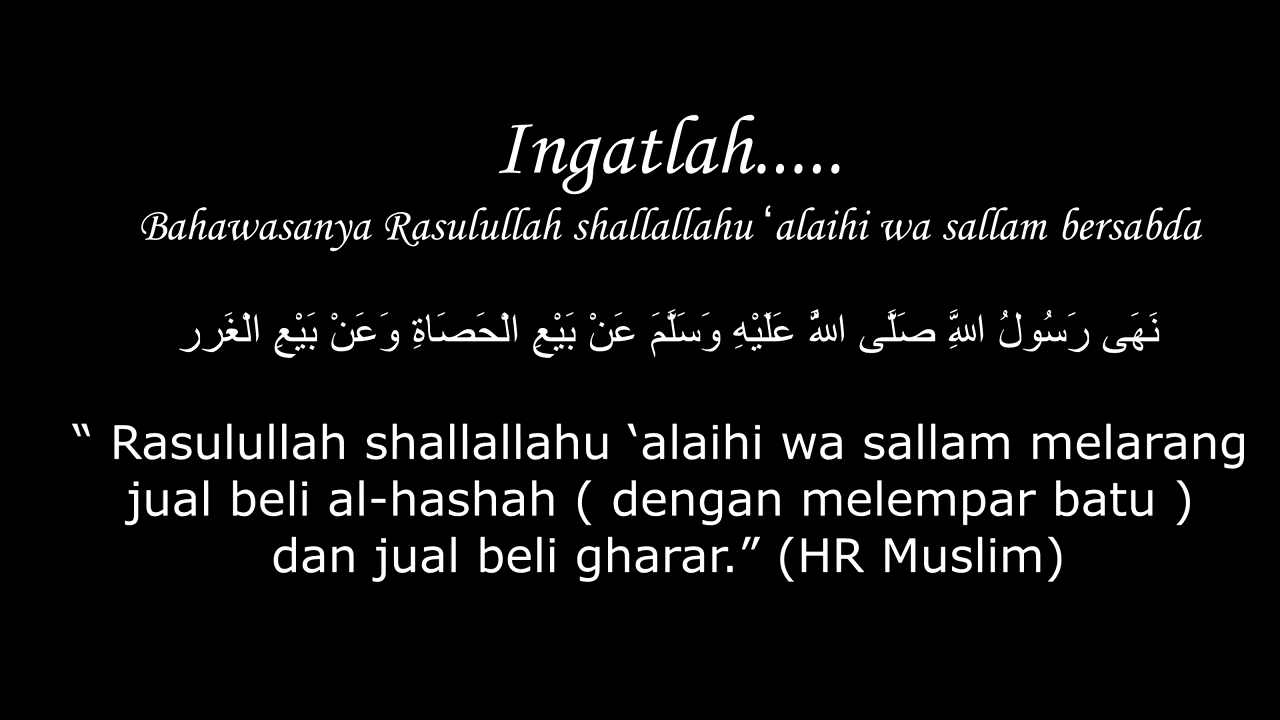 Ingatlah.....
Bahawasanya Rasulullah shallallahu ‘alaihi wa sallam bersabda
نَهَى رَسُولُ اللهَِّ صَلَّى اللهَُّ عَلَيْهِ وَسَلَّمَ عَنْ بَيْعِ الْحَصَاةِ وَعَنْ بَيْعِ الْغَرر
“ Rasulullah shallallahu ‘alaihi wa sallam melarang
jual beli al-hashah ( dengan melempar batu )
dan jual beli gharar.” (HR Muslim)